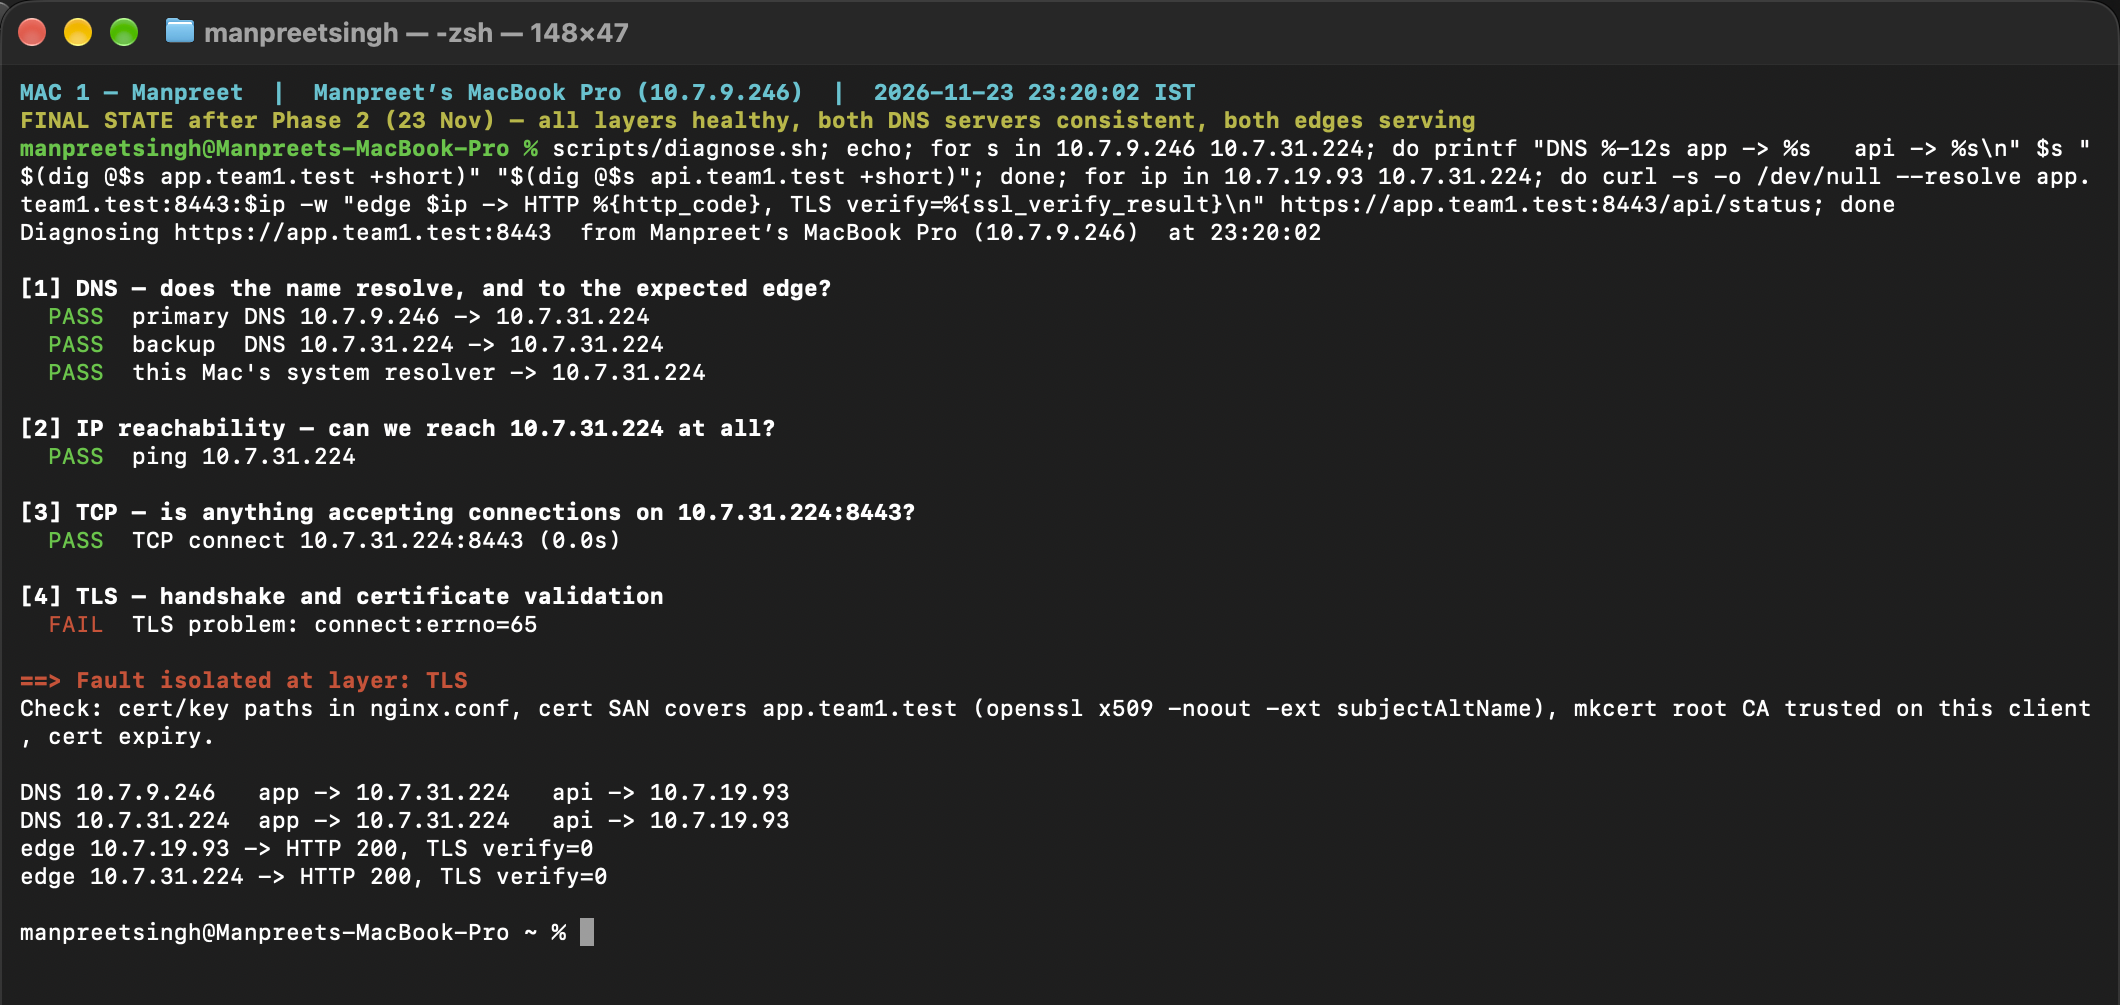 manpreetsingh — -zsh — 148×47
MAC 1 — Manpreet  |  Manpreet’s MacBook Pro (10.7.9.246)  |  2026-11-23 23:20:02 IST
FINAL STATE after Phase 2 (23 Nov) — all layers healthy, both DNS servers consistent, both edges serving
manpreetsingh@Manpreets-MacBook-Pro % scripts/diagnose.sh; echo; for s in 10.7.9.246 10.7.31.224; do printf "DNS %-12s app -> %s   api -> %s\n" $s "
$(dig @$s app.team1.test +short)" "$(dig @$s api.team1.test +short)"; done; for ip in 10.7.19.93 10.7.31.224; do curl -s -o /dev/null --resolve app.
team1.test:8443:$ip -w "edge $ip -> HTTP %{http_code}, TLS verify=%{ssl_verify_result}\n" https://app.team1.test:8443/api/status; done
Diagnosing https://app.team1.test:8443  from Manpreet’s MacBook Pro (10.7.9.246)  at 23:20:02
[1] DNS — does the name resolve, and to the expected edge?
PASS  primary DNS 10.7.9.246 -> 10.7.31.224
PASS  backup  DNS 10.7.31.224 -> 10.7.31.224
PASS  this Mac's system resolver -> 10.7.31.224
[2] IP reachability — can we reach 10.7.31.224 at all?
PASS  ping 10.7.31.224
[3] TCP — is anything accepting connections on 10.7.31.224:8443?
PASS  TCP connect 10.7.31.224:8443 (0.0s)
[4] TLS — handshake and certificate validation
FAIL  TLS problem: connect:errno=65
==> Fault isolated at layer: TLS
Check: cert/key paths in nginx.conf, cert SAN covers app.team1.test (openssl x509 -noout -ext subjectAltName), mkcert root CA trusted on this client
, cert expiry.
DNS 10.7.9.246   app -> 10.7.31.224   api -> 10.7.19.93
DNS 10.7.31.224  app -> 10.7.31.224   api -> 10.7.19.93
edge 10.7.19.93 -> HTTP 200, TLS verify=0
edge 10.7.31.224 -> HTTP 200, TLS verify=0
manpreetsingh@Manpreets-MacBook-Pro ~ %